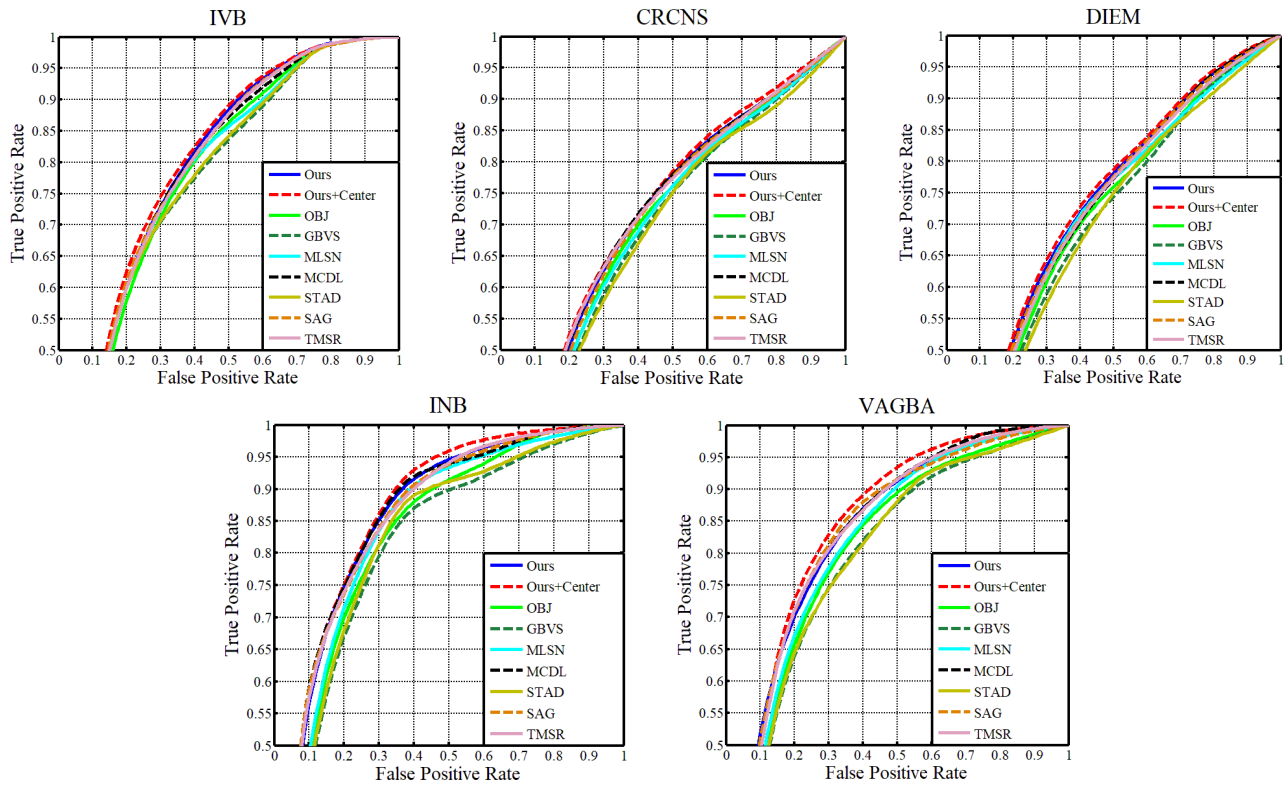 IVB
1
0.95
0.9
0.85
0.8
0.75
0.7
0.65
0.6
0.55
0.5
True Positive Rate
Ours
Ours+Center
OBJ
GBVS
MLSN
MCDL
STAD
SAG
TMSR
0 0.1 0.2 0.3 0.4 0.5 0.6 0.7 0.8 0.9 1
False Positive Rate
CRCNS
1
0.95
0.9
0.85
0.8
0.75
0.7
0.65
0.6
0.55
0.5
True Positive Rate
Ours
Ours+Center
OBJ
GBVS
MLSN
MCDL
STAD
SAG
TMSR
0 0.1 0.2 0.3 0.4 0.5 0.6 0.7 0.8 0.9 1
False Positive Rate
DIEM
1
0.95
0.9
0.85
0.8
0.75
0.7
0.65
0.6
0.55
0.5
True Positive Rate
Ours
Ours+Center
OBJ
GBVS
MLSN
MCDL
STAD
SAG
TMSR
0 0.1 0.2 0.3 0.4 0.5 0.6 0.7 0.8 0.9 1
False Positive Rate
INB
1
0.95
0.9
0.85
0.8
0.75
0.7
0.65
0.6
0.55
0.5
True Positive Rate
Ours
Ours+Center
OBJ
GBVS
MLSN
MCDL
STAD
SAG
TMSR
0 0.1 0.2 0.3 0.4 0.5 0.6 0.7 0.8 0.9 1
False Positive Rate
VAGBA
1
0.95
0.9
0.85
0.8
0.75
0.7
0.65
0.6
0.55
0.5
True Positive Rate
Ours
Ours+Center
OBJ
GBVS
MLSN
MCDL
STAD
SAG
TMSR
0 0.1 0.2 0.3 0.4 0.5 0.6 0.7 0.8 0.9 1
False Positive Rate